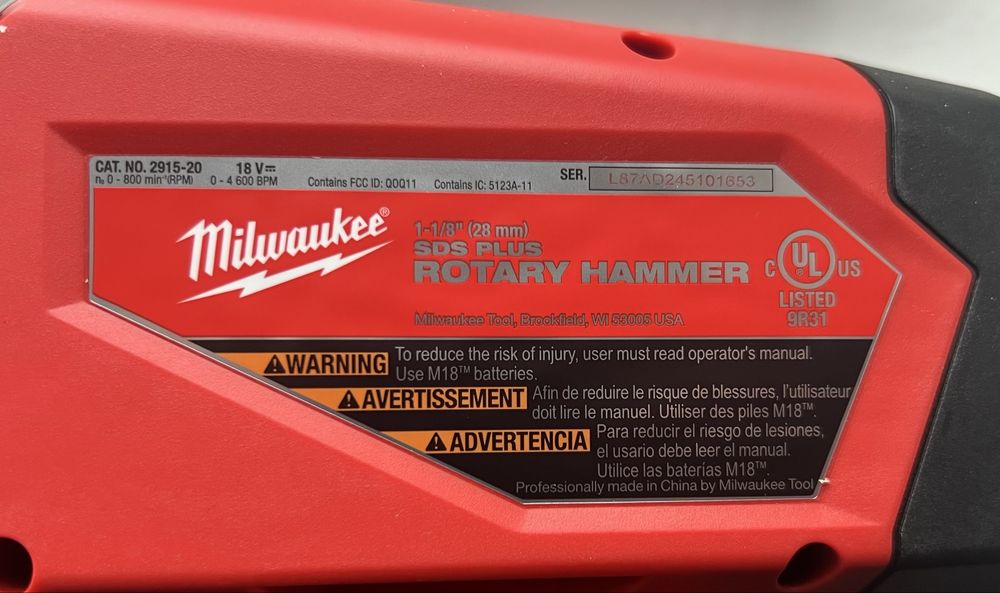 CAT. NO. 2915-20 18 V⎓
n₀ 0 - 800 min⁻¹(RPM) 0 - 4 600 BPM Contains FCC ID: QOQ11 Contains IC: 5123A-11
SER. L87AD245101653
Milwaukee®
1-1/8" (28 mm)
SDS PLUS
ROTARY HAMMER
Milwaukee Tool, Brookfield, WI 53005 USA
C UL® US
LISTED
9R31
⚠WARNING To reduce the risk of injury, user must read operator's manual.
Use M18™ batteries.
⚠AVERTISSEMENT Afin de reduire le risque de blessures, l'utilisateur
doit lire le manuel. Utiliser des piles M18™.
⚠ADVERTENCIA Para reducir el riesgo de lesiones,
el usario debe leer el manual.
Utilice las baterías M18™.
Professionally made in China by Milwaukee Tool